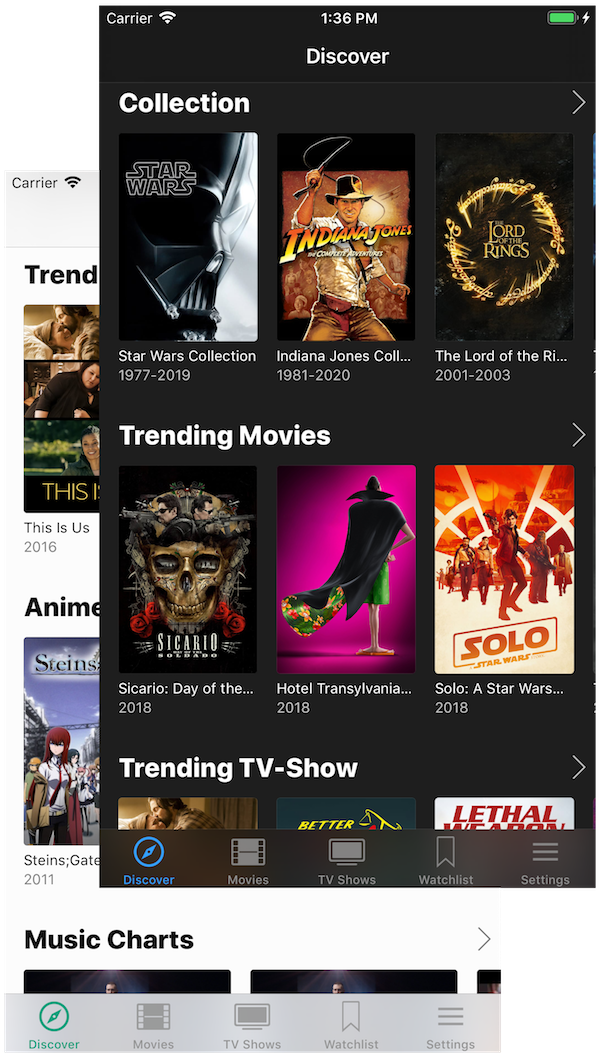 Carrier
1:36 PM
Discover
Collection
STAR
WARS
INDIANA JONES
THE COMPLETE ADVENTURES
THE
LORD
OF THE
RINGS
Star Wars Collection
1977-2019
Indiana Jones Coll...
1981-2020
The Lord of the Ri...
2001-2003
Trending Movies
SICARIO
DAY OF THE
SOLDADO
SOLO
A STAR WARS STORY
Sicario: Day of the...
2018
Hotel Transylvania...
2018
Solo: A Star Wars...
2018
Trending TV-Show
BETTER
LETHAL
WEAPON
Discover
Movies
TV Shows
Watchlist
Settings
Carrier
Trend
THIS I
This Is Us
2016
Anime
Steins
Steins;Gate
2011
Music Charts
Discover
Movies
TV Shows
Watchlist
Settings